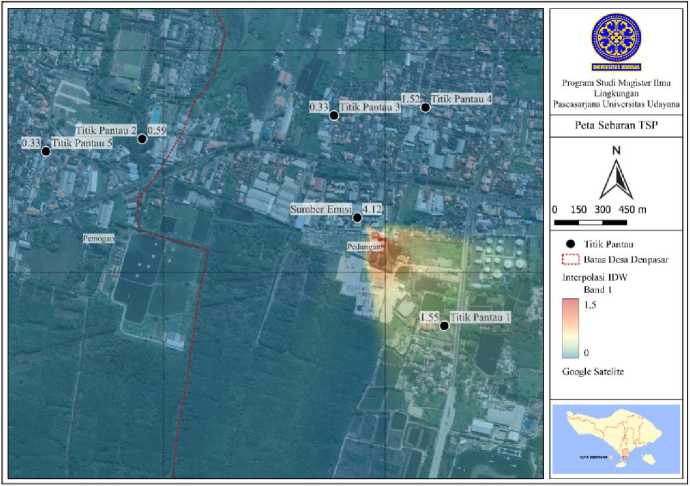 1.52
Titik Pantau 4
0.33
Titik Pantau 3
Titik Pantau 2
0.59
0.33
Titik Pantau 5
Sumber Emisi
4.12
Pemogan
Pedungan
1.55
Titik Pantau 1
UNIVERSITAS UDAYANA
Program Studi Magister Ilmu
Lingkungan
Pascasarjana Universitas Udayana
Peta Sebaran TSP
N
0 150 300 450 m
Titik Pantau
Batas Desa Denpasar
Interpolasi IDW
Band 1
1,5
0
Google Satelite